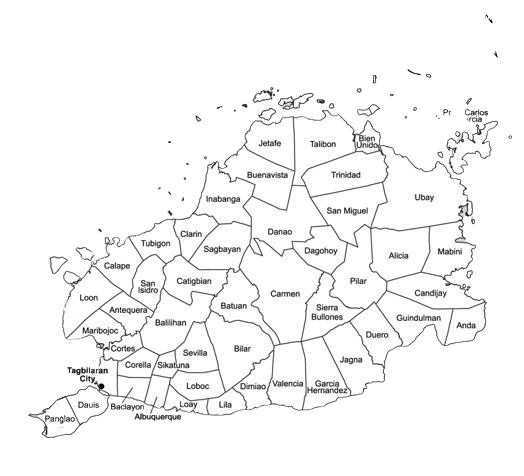 Pr Carlos
rcia
Jetafe
Talibon
Bien
Unido
Buenavista
Trinidad
Inabanga
San Miguel
Ubay
Clarin
Danao
Tubigon
Sagbayan
Dagohoy
Alicia
Mabini
Calape
San
Isidro
Catigbian
Pilar
Loon
Carmen
Candijay
Antequera
Batuan
Sierra
Bullones
Guindulman
Maribojoc
Balilihan
Anda
Duero
Cortes
Sevilla
Bilar
Jagna
Tagbilaran
City
Corella
Sikatuna
Loboc
Dimiao
Valencia
Garcia
Hernandez
Panglao
Dauis
Baclayon
Loay
Lila
Albuquerque